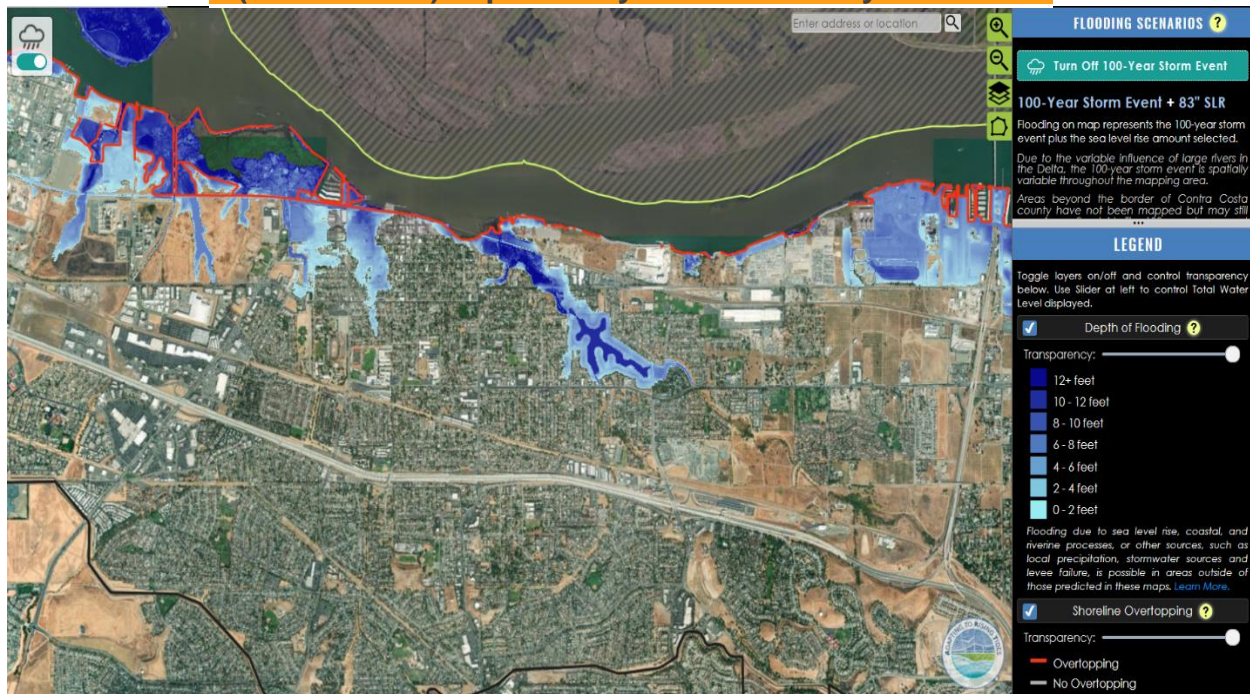 Enter address or location
FLOODING SCENARIOS ?
Turn Off 100-Year Storm Event
100-Year Storm Event + 83" SLR
Flooding on map represents the 100-year storm
event plus the sea level rise amount selected.
Due to the variable influence of large rivers in
the Delta, the 100-year storm event is spatially
variable throughout the mapping area.
Areas beyond the border of Contra Costa
county have not been mapped but may still
LEGEND
Toggle layers on/off and control transparency
below. Use Slider at left to control Total Water
Level displayed.
Depth of Flooding ?
Transparency:
12+ feet
10 - 12 feet
8 - 10 feet
6 - 8 feet
4 - 6 feet
2 - 4 feet
0 - 2 feet
Flooding due to sea level rise, coastal, and
riverine processes, or other sources, such as
local precipitation, stormwater sources and
levee failure, is possible in areas outside of
those predicted in these maps. Learn More.
Shoreline Overtopping ?
Transparency:
Overtopping
No Overtopping
ADAPTING TO RISING TIDES